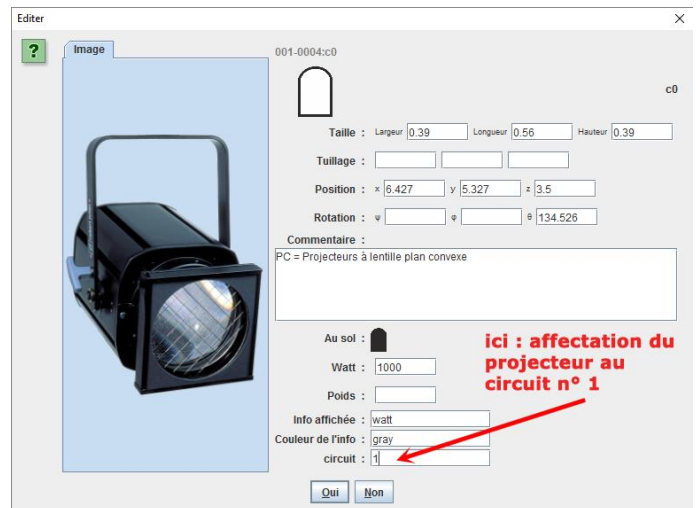 Editer
?
Image
001-0004:c0
c0
Taille : Largeur 0.39 Longueur 0.56 Hauteur 0.39
Tuillage :
Position : x 6.427 y 5.327 z 3.5
Rotation : ψ φ θ 134.526
Commentaire :
PC = Projecteurs à lentille plan convexe
Au sol :
Watt : 1000
Poids :
Info affichée : watt
Couleur de l'info : gray
circuit : 1
ici : affectation du
projecteur au
circuit n° 1
Oui Non